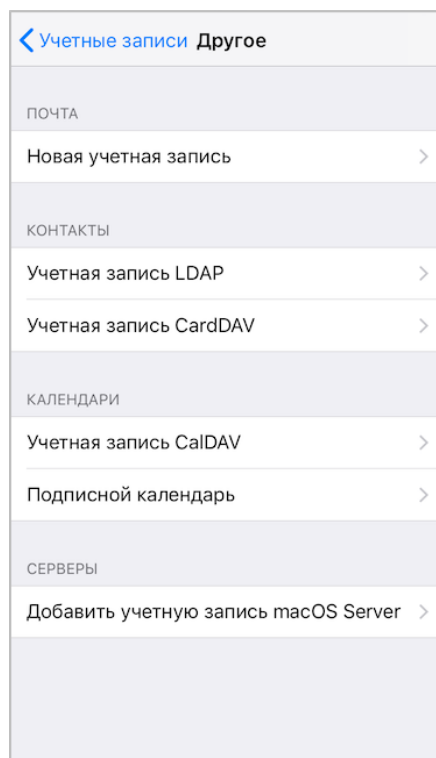 Учетные записи Другое
ПОЧТА
Новая учетная запись
КОНТАКТЫ
Учетная запись LDAP
Учетная запись CardDAV
КАЛЕНДАРИ
Учетная запись CalDAV
Подписной календарь
СЕРВЕРЫ
Добавить учетную запись macOS Server